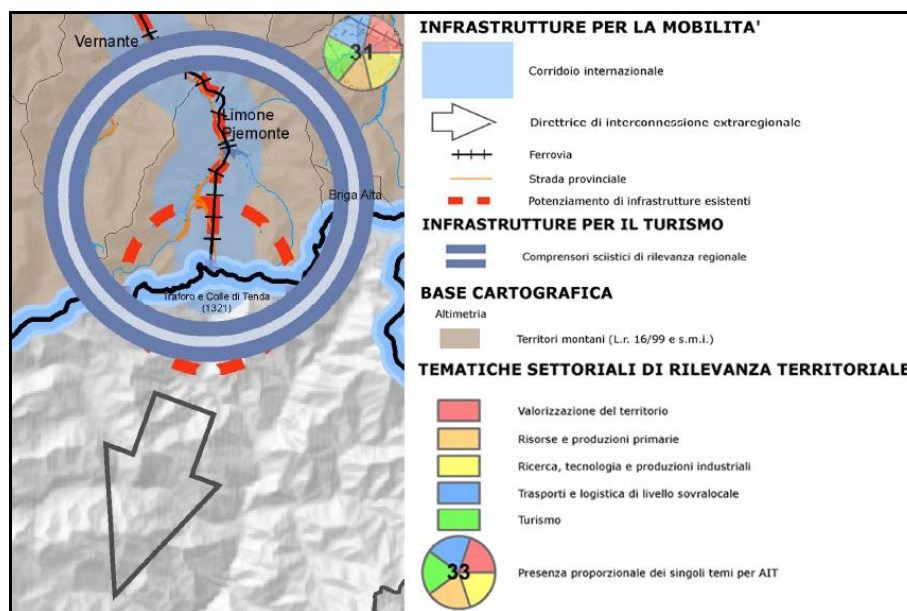 Vernante
31
Limone
Piemonte
Briga Alta
Traforo e Colle di Tenda
(1321)
INFRASTRUTTURE PER LA MOBILITA'
Corridoio internazionale
Direttrice di interconnessione extraregionale
Ferrovia
Strada provinciale
Potenziamento di infrastrutture esistenti
INFRASTRUTTURE PER IL TURISMO
Comprensori sciistici di rilevanza regionale
BASE CARTOGRAFICA
Altimetria
Territori montani (L.r. 16/99 e s.m.i.)
TEMATICHE SETTORIALI DI RILEVANZA TERRITORIALE
Valorizzazione del territorio
Risorse e produzioni primarie
Ricerca, tecnologia e produzioni industriali
Trasporti e logistica di livello sovralocale
Turismo
33
Presenza proporzionale dei singoli temi per AIT